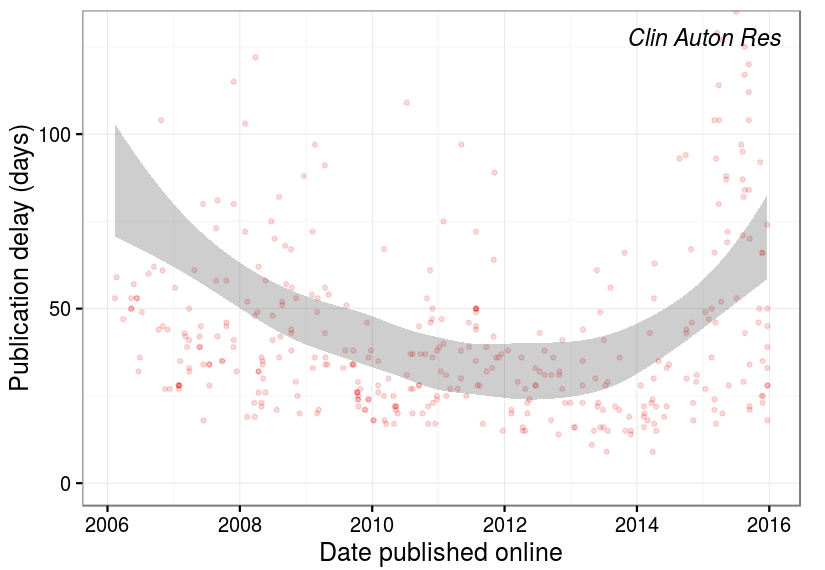 Clin Auton Res
Publication delay (days)
100
50
0
2006 2008 2010 2012 2014 2016
Date published online